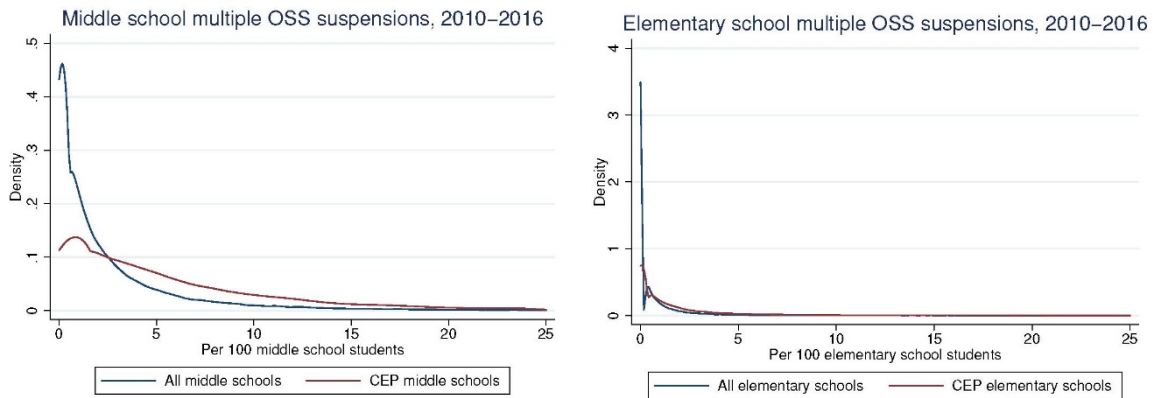 Middle school multiple OSS suspensions, 2010–2016
.5
.4
.3
.2
.1
0
Density
0 5 10 15 20 25
Per 100 middle school students
All middle schools CEP middle schools
Elementary school multiple OSS suspensions, 2010–2016
4
3
2
1
0
Density
0 5 10 15 20 25
Per 100 elementary school students
All elementary schools CEP elementary schools